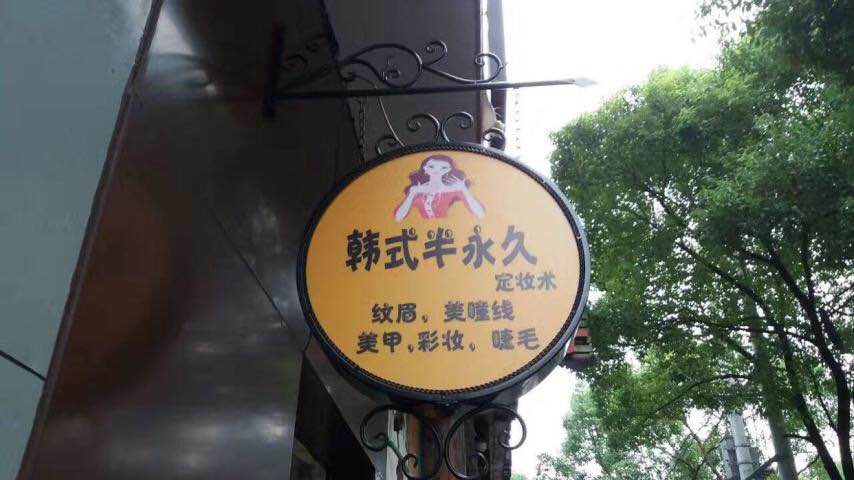 韩式半永久
定妆术
纹眉，美瞳线
美甲,彩妆，睫毛